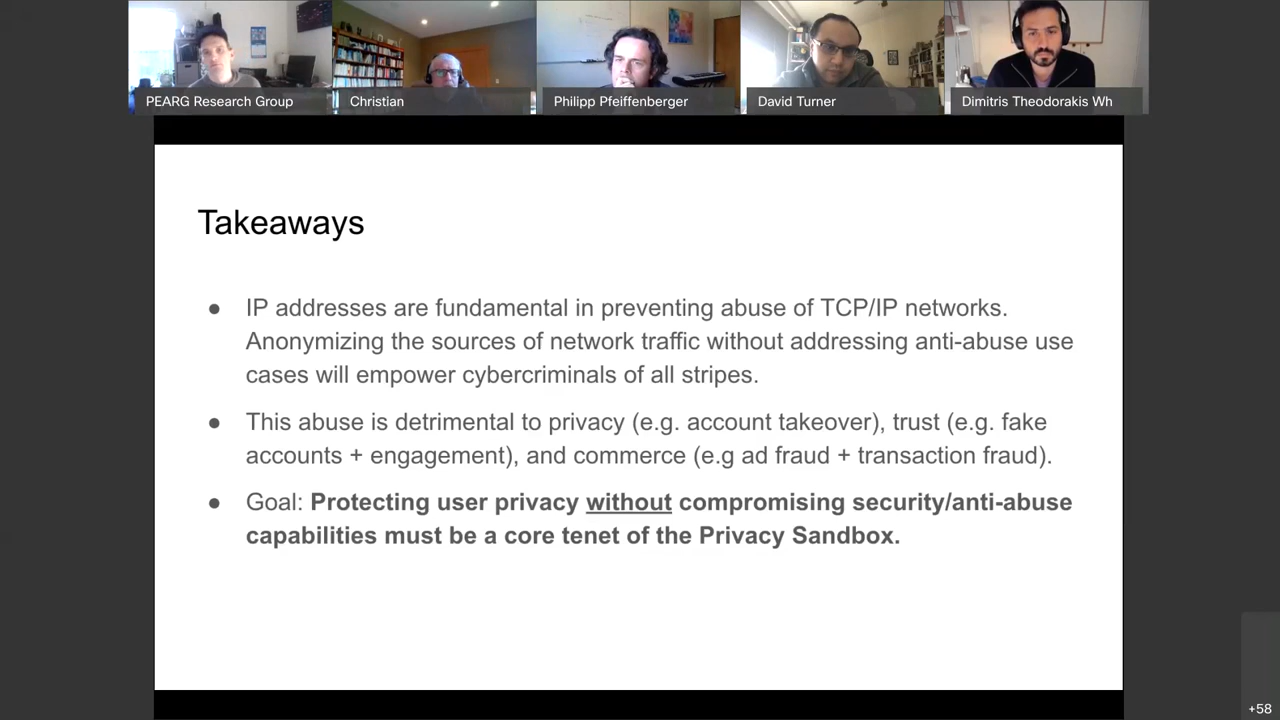 PEARG Research Group
Christian
Philipp Pfeiffenberger
David Turner
Dimitris Theodorakis Wh
Takeaways
● IP addresses are fundamental in preventing abuse of TCP/IP networks.
Anonymizing the sources of network traffic without addressing anti-abuse use
cases will empower cybercriminals of all stripes.
● This abuse is detrimental to privacy (e.g. account takeover), trust (e.g. fake
accounts + engagement), and commerce (e.g ad fraud + transaction fraud).
● Goal: Protecting user privacy without compromising security/anti-abuse
capabilities must be a core tenet of the Privacy Sandbox.
+58